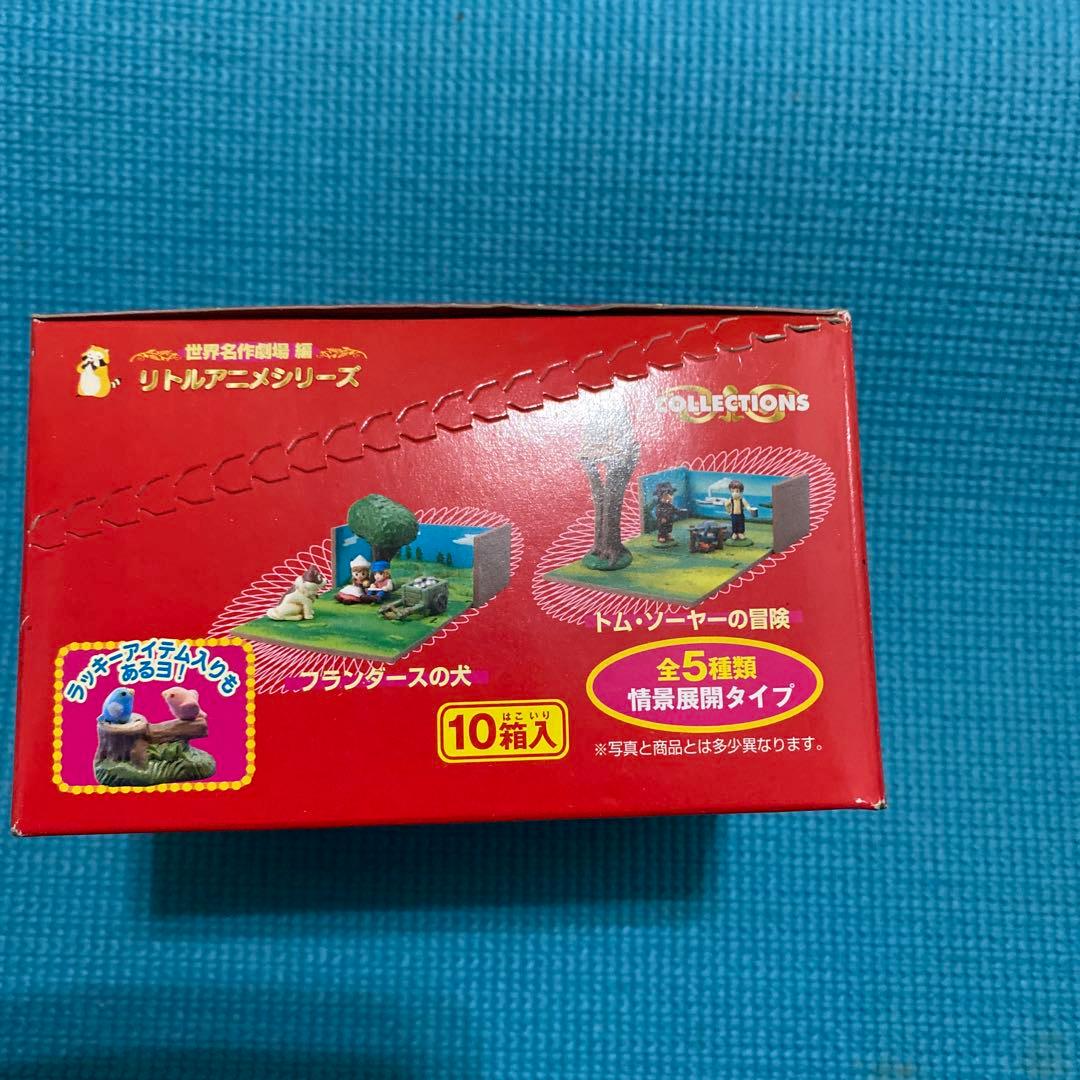 世界名作劇場 編
リトルアニメシリーズ
COLLECTIONS
トム・ソーヤーの冒険
フランダースの犬
ラッキーアイテム入りも
あるヨ!
全5種類
情景展開タイプ
はこいり
10箱入
※写真と商品とは多少異なります。